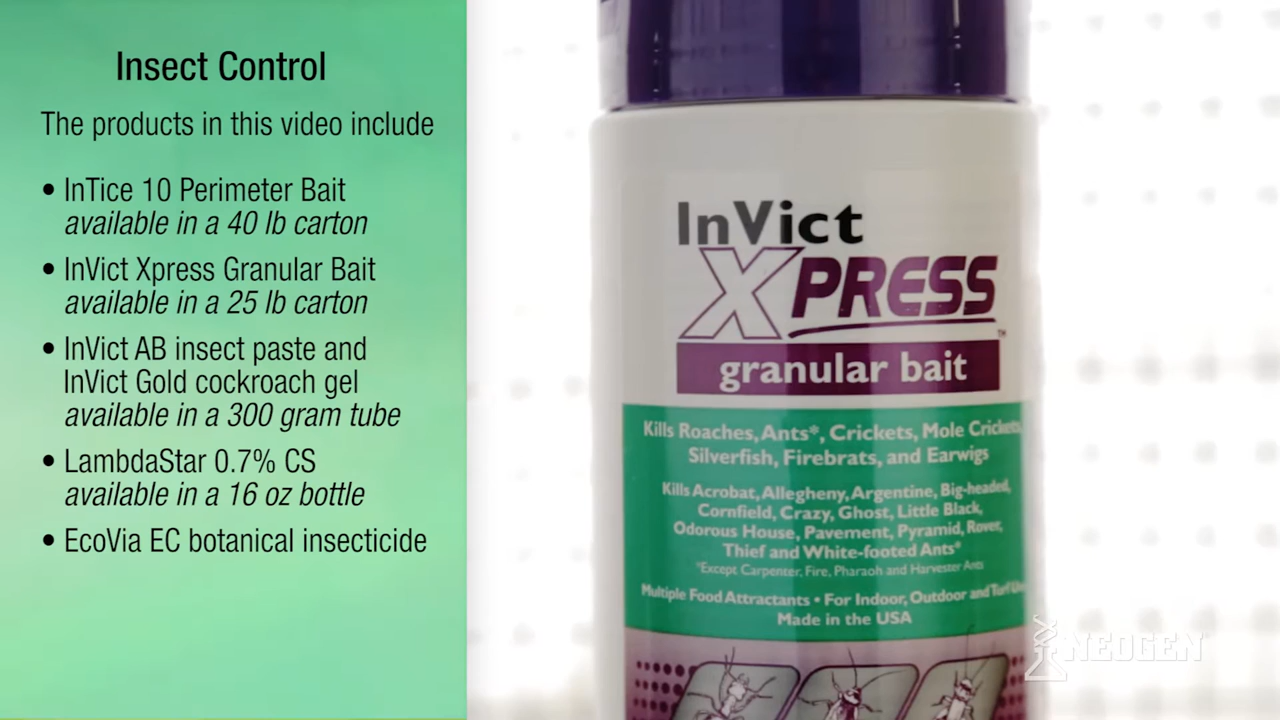 Insect Control
The products in this video include
• InTice 10 Perimeter Bait
available in a 40 lb carton
• InVict Xpress Granular Bait
available in a 25 lb carton
• InVict AB insect paste and
InVict Gold cockroach gel
available in a 300 gram tube
• LambdaStar 0.7% CS
available in a 16 oz bottle
• EcoVia EC botanical insecticide
InVict
XPRESS™
granular bait
Kills Roaches, Ants*, Crickets, Mole Crickets,
Silverfish, Firebrats, and Earwigs
Kills Acrobat, Allegheny, Argentine, Big-headed,
Cornfield, Crazy, Ghost, Little Black,
Odorous House, Pavement, Pyramid, Rover,
Thief and White-footed Ants*
*Except Carpenter, Fire, Pharaoh and Harvester Ants
Multiple Food Attractants • For Indoor, Outdoor and Turf Use
Made in the USA
NEOGEN